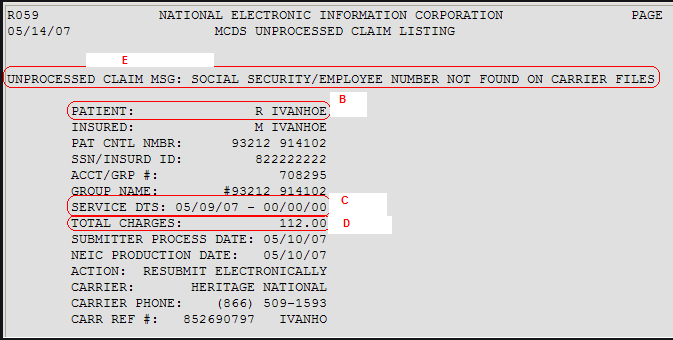 R059 NATIONAL ELECTRONIC INFORMATION CORPORATION PAGE
05/14/07 MCDS UNPROCESSED CLAIM LISTING
E
UNPROCESSED CLAIM MSG: SOCIAL SECURITY/EMPLOYEE NUMBER NOT FOUND ON CARRIER FILES
PATIENT: R IVANHOE B
INSURED: M IVANHOE
PAT CNTL NMBR: 93212 914102
SSN/INSURD ID: 822222222
ACCT/GRP #: 708295
GROUP NAME: #93212 914102
SERVICE DTS: 05/09/07 - 00/00/00 C
TOTAL CHARGES: 112.00 D
SUBMITTER PROCESS DATE: 05/10/07
NEIC PRODUCTION DATE: 05/10/07
ACTION: RESUBMIT ELECTRONICALLY
CARRIER: HERITAGE NATIONAL
CARRIER PHONE: (866) 509-1593
CARR REF #: 852690797 IVANHO